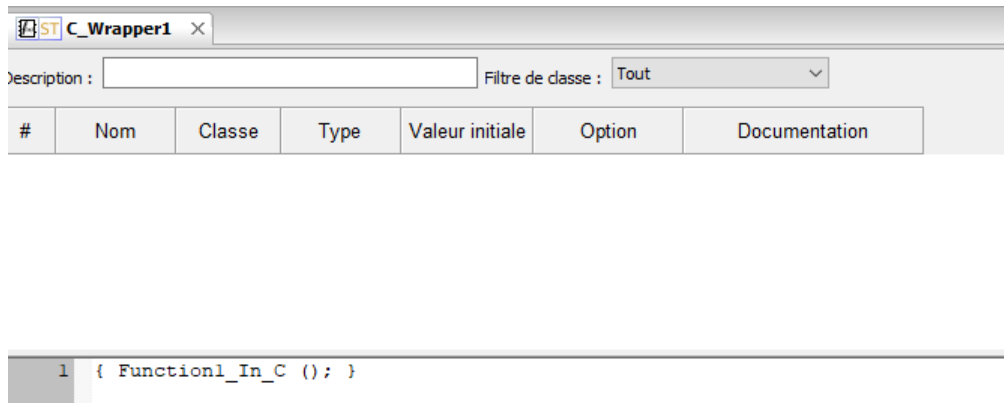 ST C_Wrapper1
Description : Filtre de classe : Tout
# Nom Classe Type Valeur initiale Option Documentation
1 { Function1_In_C (); }